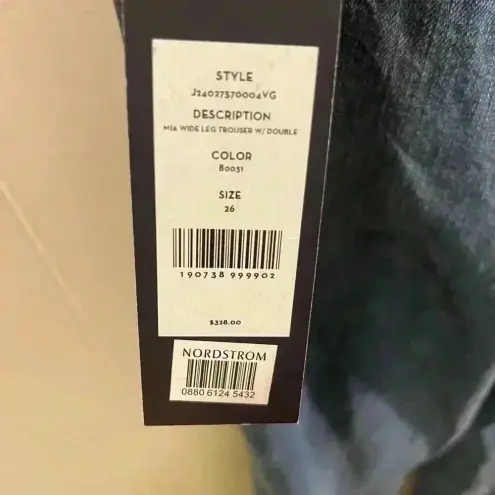 STYLE
J24027570004VG
DESCRIPTION
MIA WIDE LEG TROUSER W/ DOUBLE
COLOR
B0031
SIZE
26
190738 999902
$328.00
NORDSTROM
0880 6124 5432